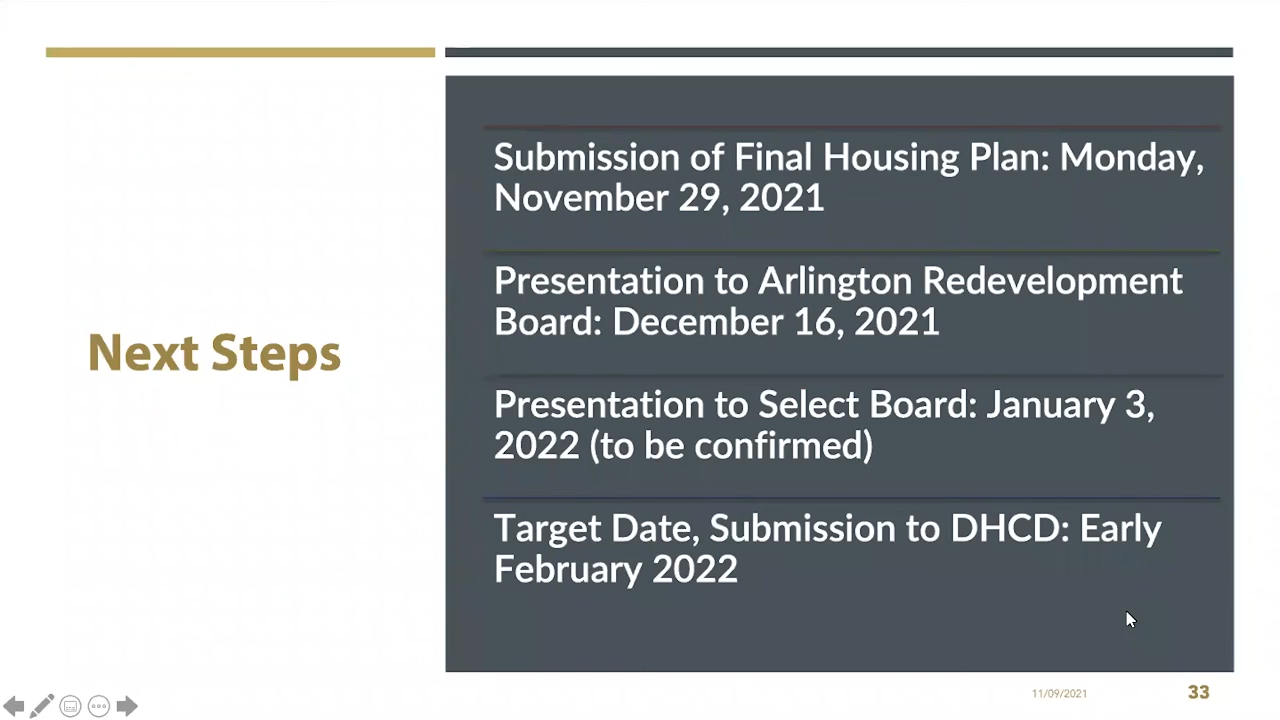 Next Steps
Submission of Final Housing Plan: Monday,
November 29, 2021
Presentation to Arlington Redevelopment
Board: December 16, 2021
Presentation to Select Board: January 3,
2022 (to be confirmed)
Target Date, Submission to DHCD: Early
February 2022
11/09/2021
33